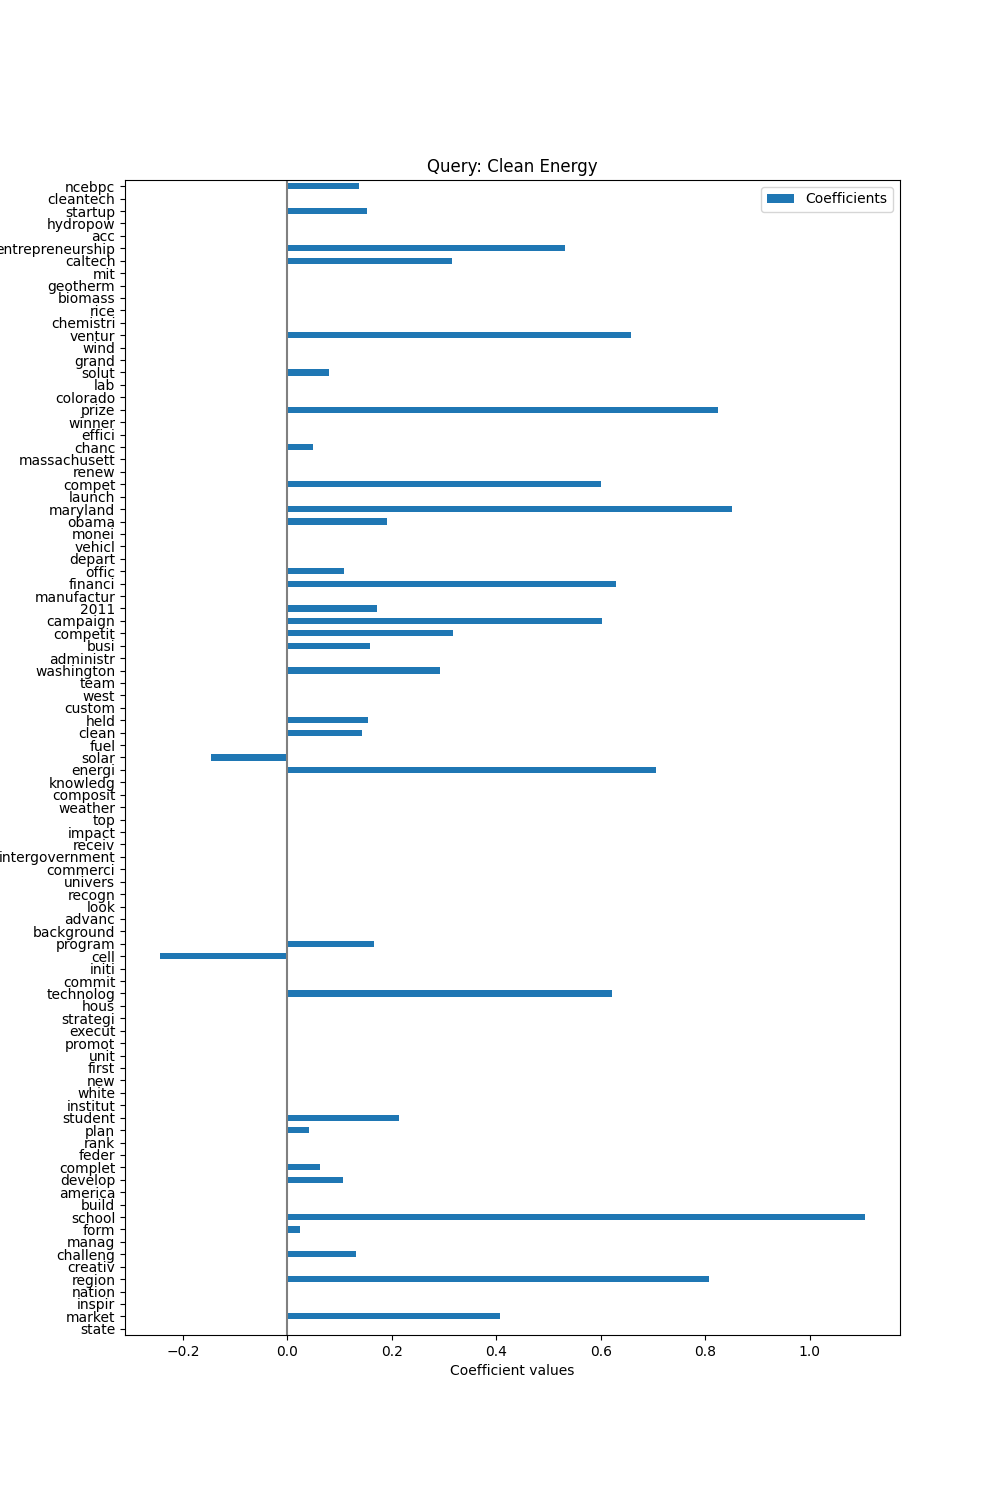 Query: Clean Energy
Coefficients
ncebpc
cleantech
startup
hydropow
acc
entrepreneurship
caltech
mit
geotherm
biomass
rice
chemistri
ventur
wind
grand
solut
lab
colorado
prize
winner
effici
chanc
massachusett
renew
compet
launch
maryland
obama
monei
vehicl
depart
offic
financi
manufactur
2011
campaign
competit
busi
administr
washington
team
west
custom
held
clean
fuel
solar
energi
knowledg
composit
weather
top
impact
receiv
intergovernment
commerci
univers
recogn
look
advanc
background
program
cell
initi
commit
technolog
hous
strategi
execut
promot
unit
first
new
white
institut
student
plan
rank
feder
complet
develop
america
build
school
form
manag
challeng
creativ
region
nation
inspir
market
state
−0.2 0.0 0.2 0.4 0.6 0.8 1.0
Coefficient values